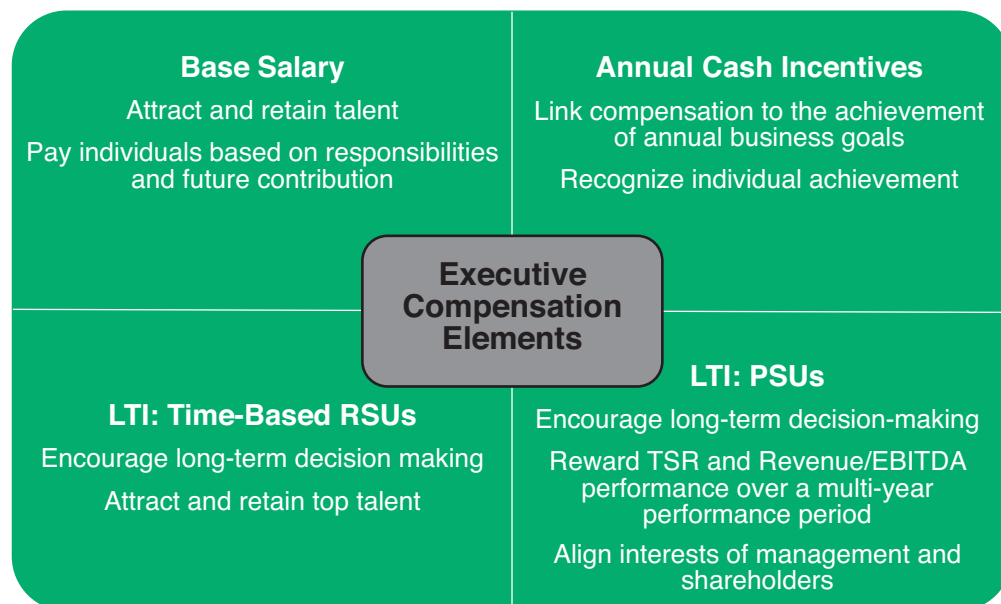 Base Salary
Attract and retain talent
Pay individuals based on responsibilities
and future contribution
Annual Cash Incentives
Link compensation to the achievement
of annual business goals
Recognize individual achievement
Executive
Compensation
Elements
LTI: Time-Based RSUs
Encourage long-term decision making
Attract and retain top talent
LTI: PSUs
Encourage long-term decision-making
Reward TSR and Revenue/EBITDA
performance over a multi-year
performance period
Align interests of management and
shareholders